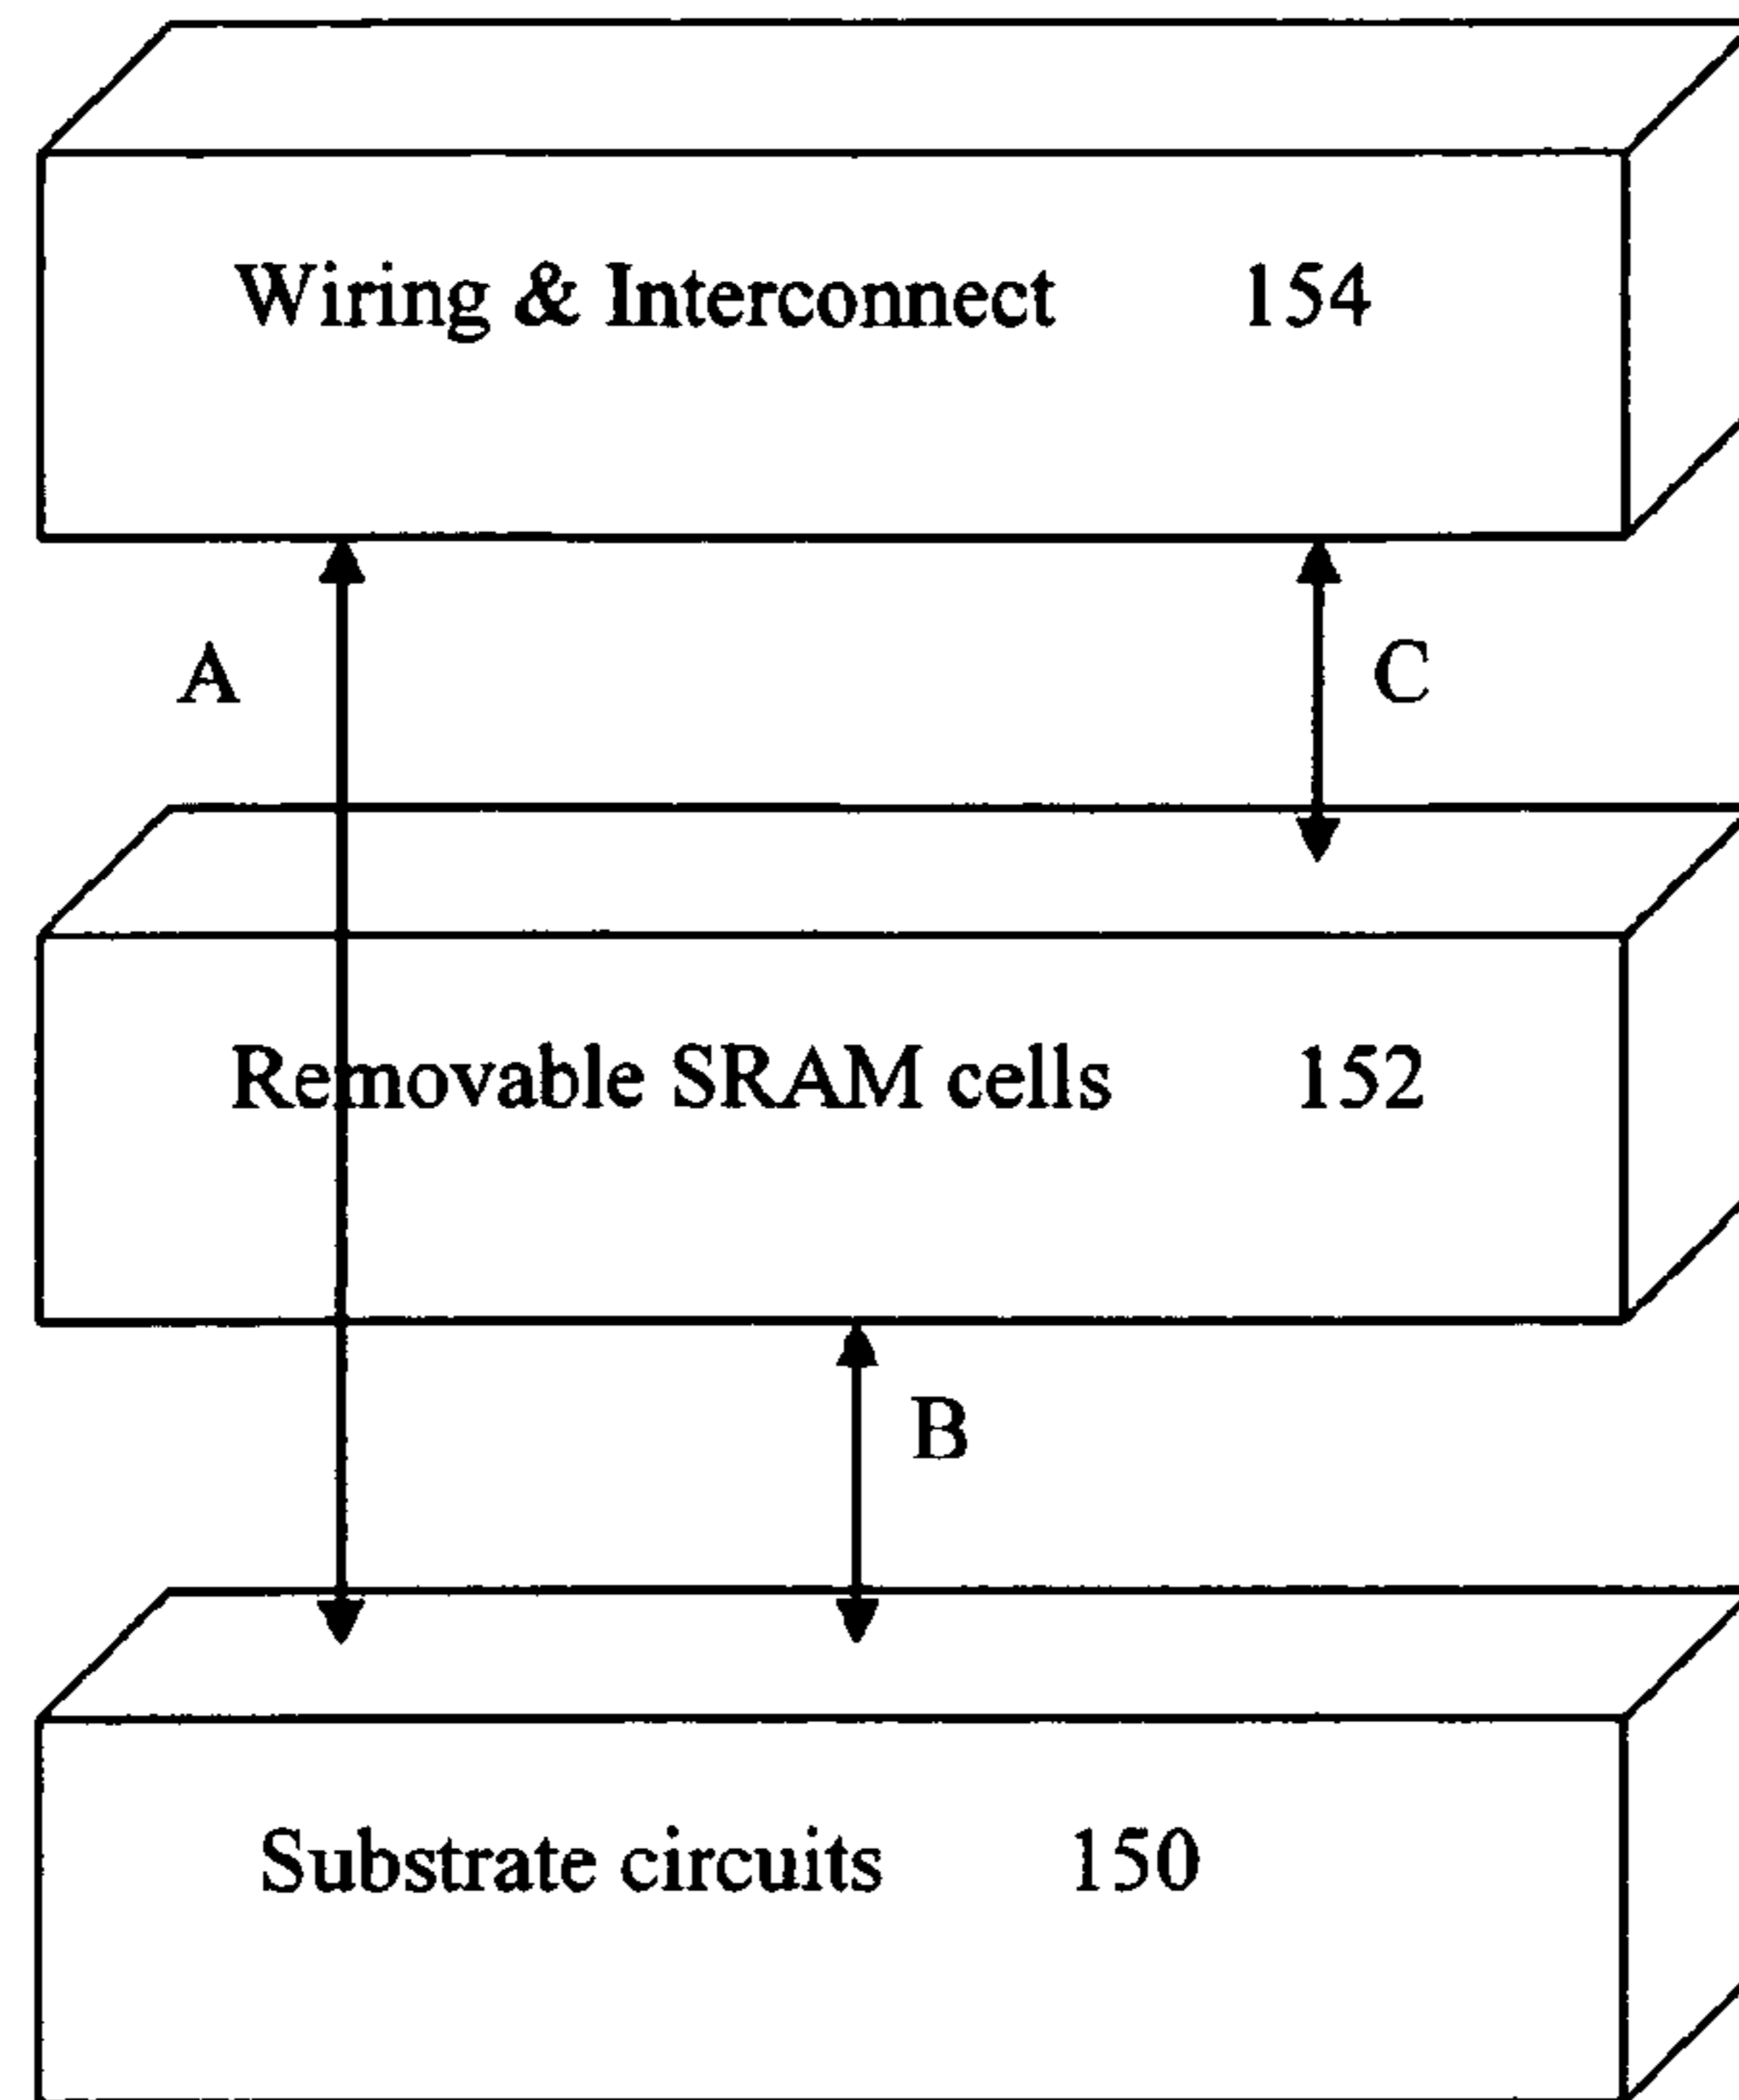 Wiring & Interconnect 154
A
C
Removable SRAM cells 152
B
Substrate circuits 150